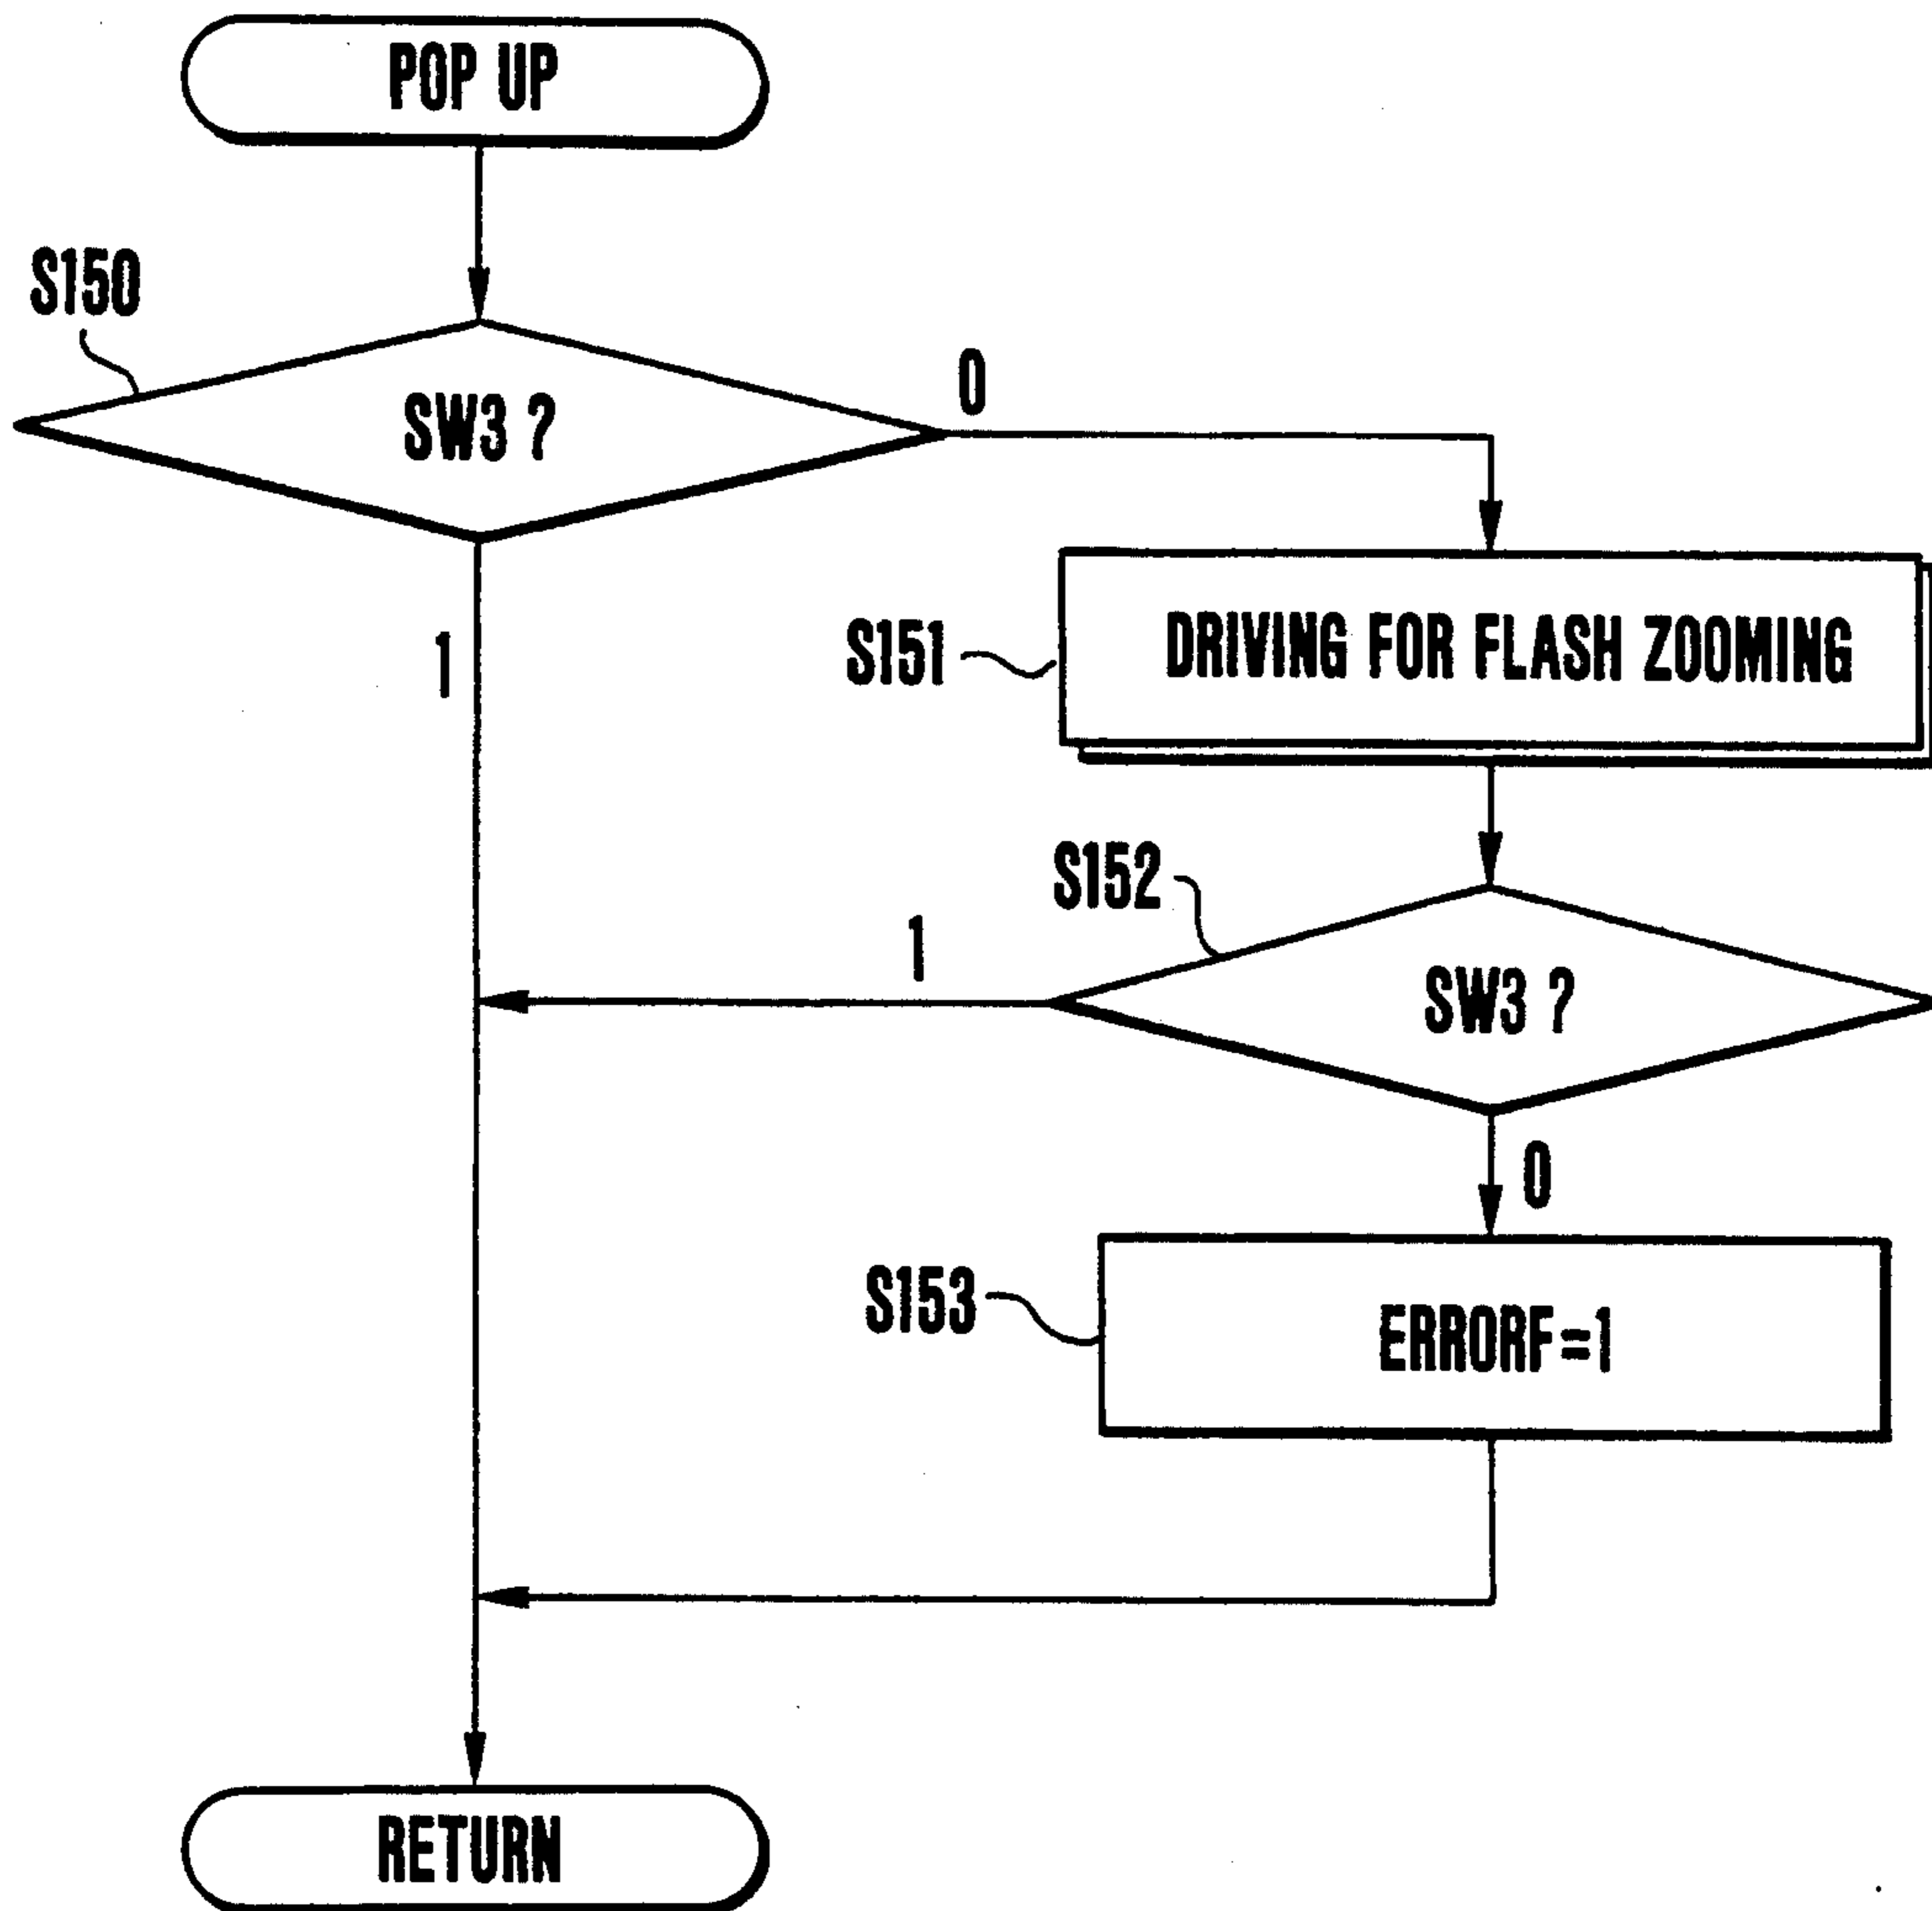 POP UP
S150
SW3 ?
0
1
S151
DRIVING FOR FLASH ZOOMING
S152
1
SW3 ?
0
S153
ERRORF=1
RETURN